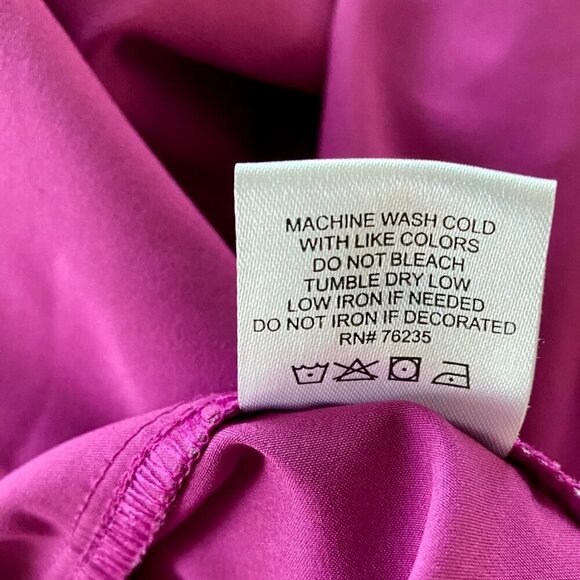 MACHINE WASH COLD
WITH LIKE COLORS
DO NOT BLEACH
TUMBLE DRY LOW
LOW IRON IF NEEDED
DO NOT IRON IF DECORATED
RN# 76235